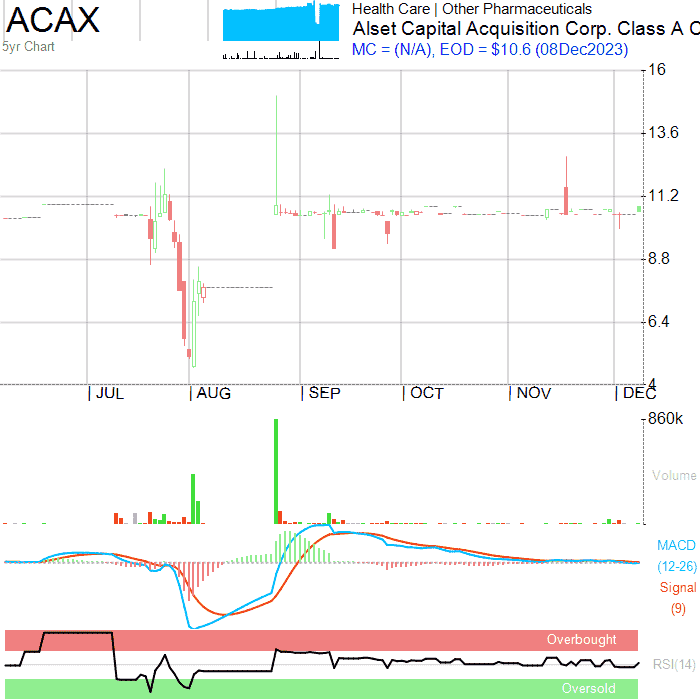 ACAX
5yr Chart
Health Care | Other Pharmaceuticals
Alset Capital Acquisition Corp. Class A C
MC = (N/A), EOD = $10.6 (08Dec2023)
16
13.6
11.2
8.8
6.4
4
JUL
AUG
SEP
OCT
NOV
DEC
860k
Volume
MACD
(12-26)
Signal
(9)
Overbought
RSI(14)
Oversold